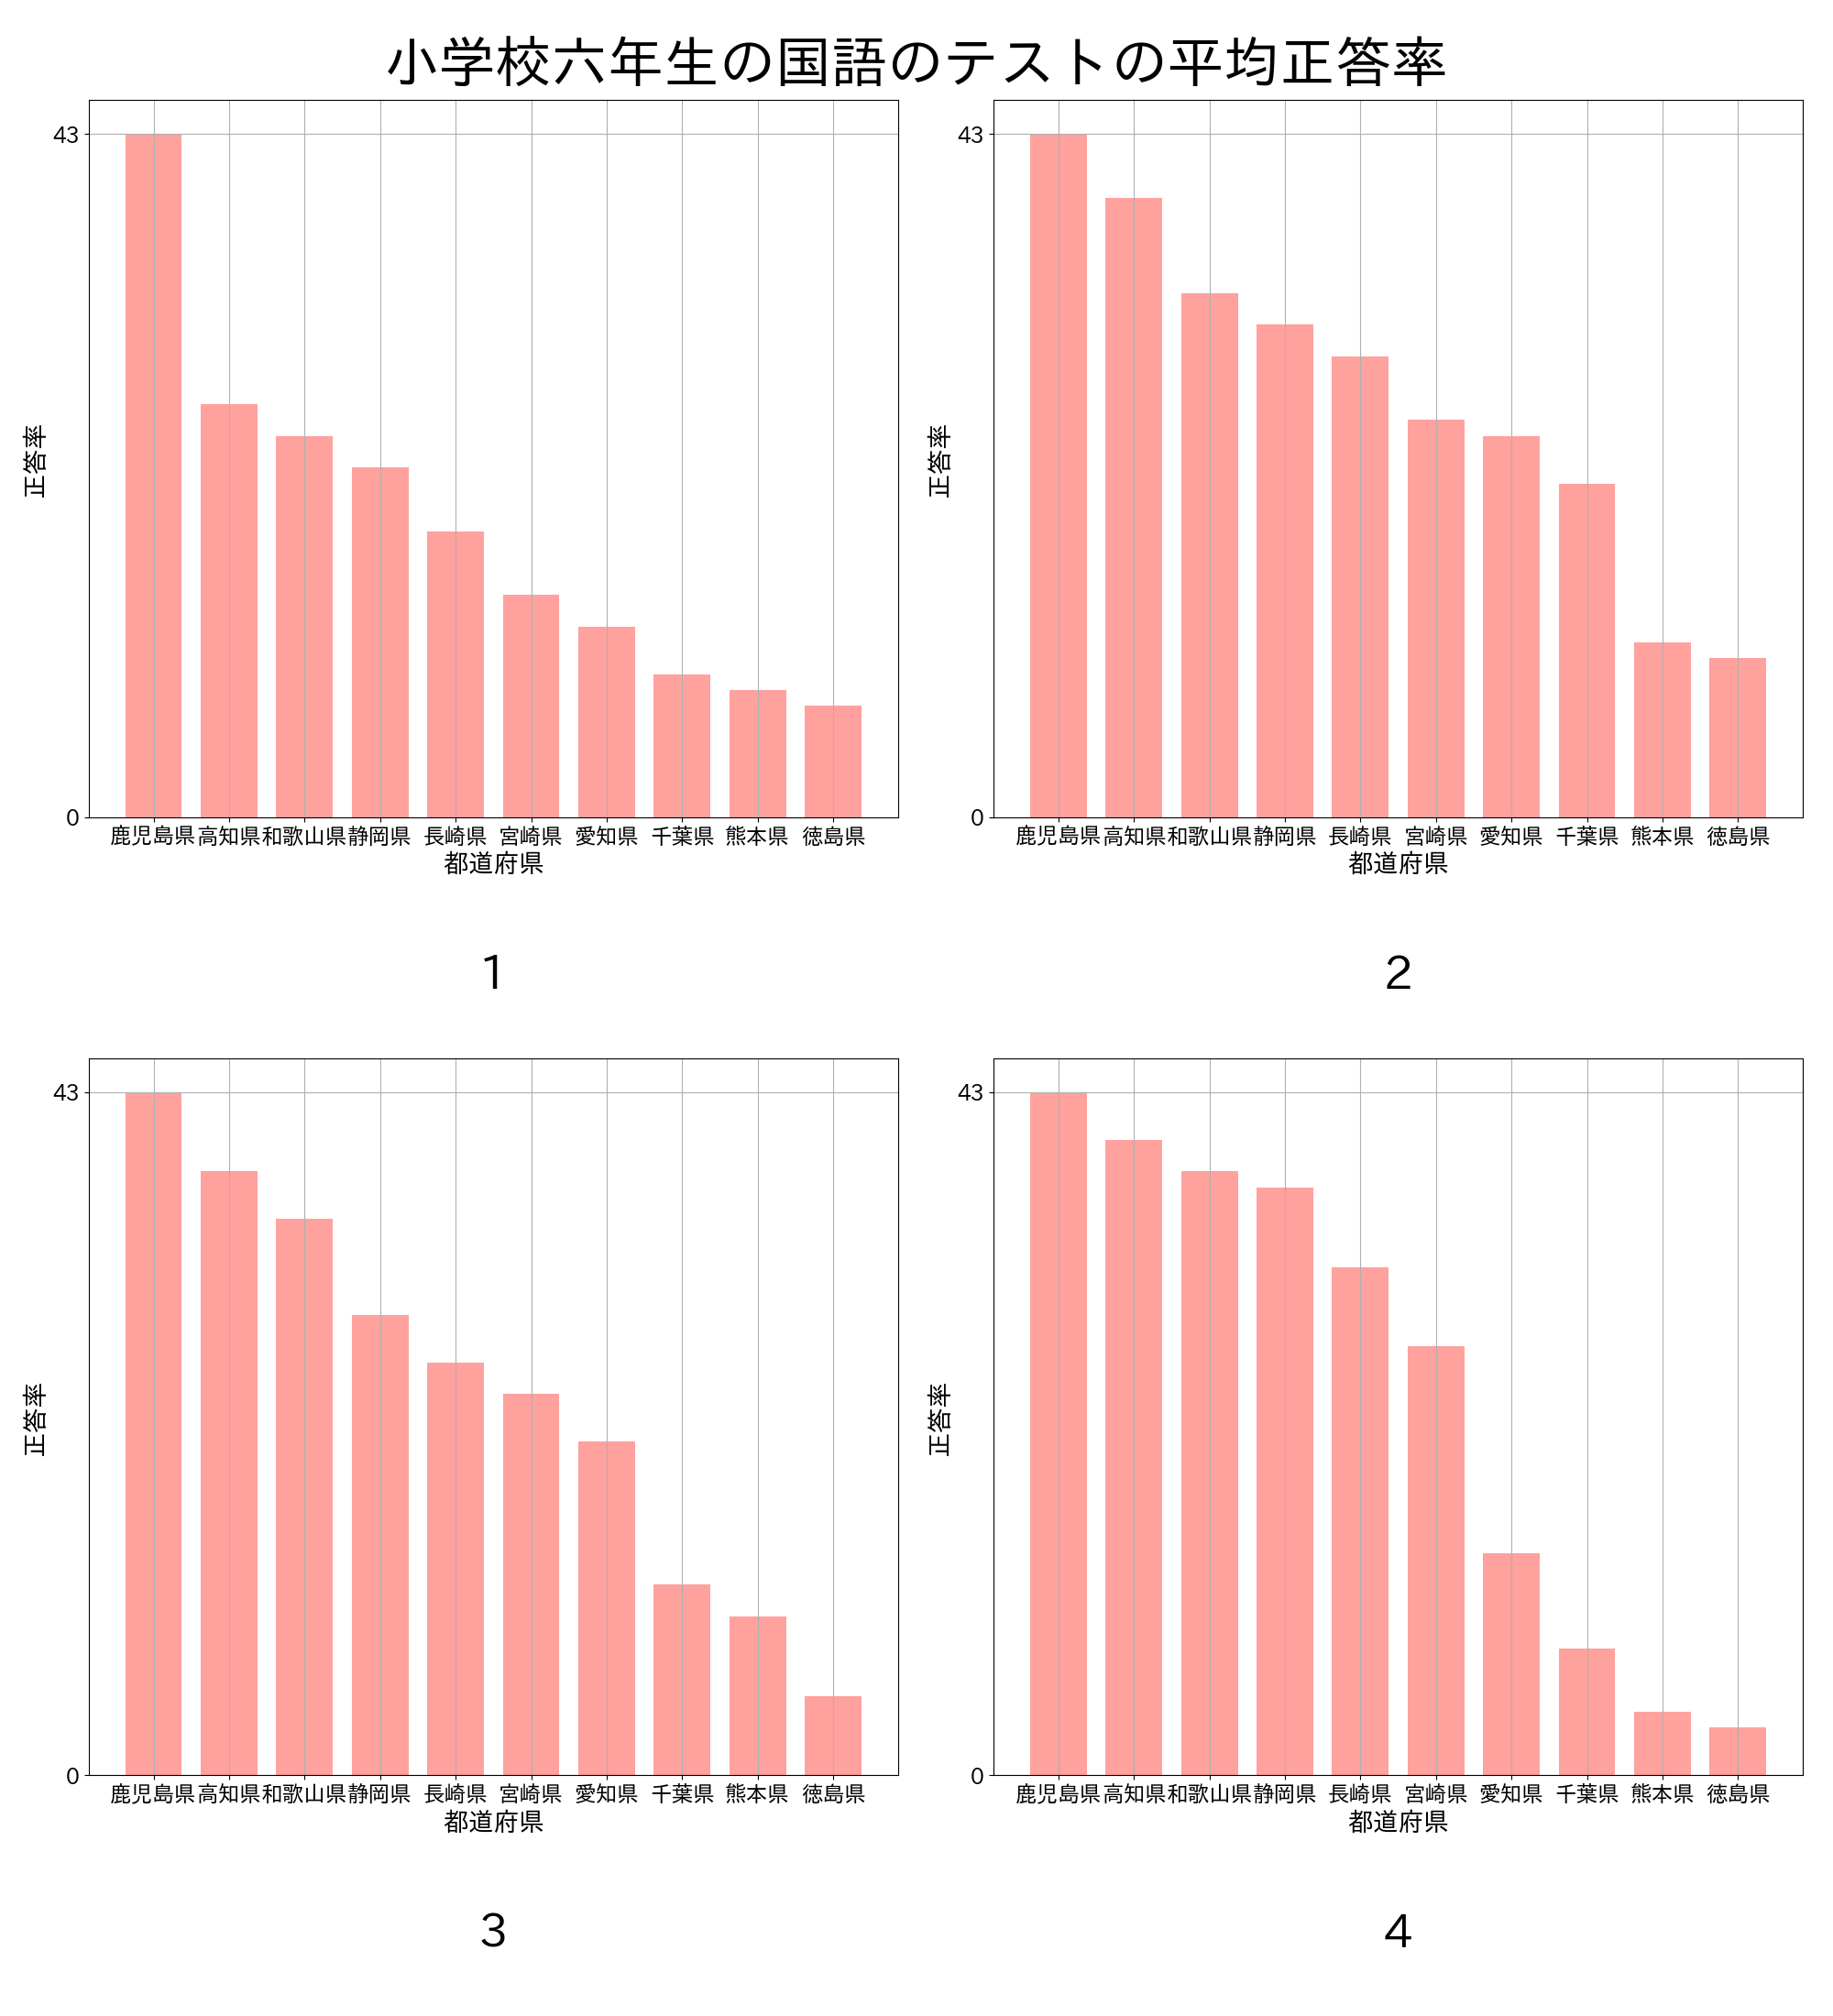 小学校六年生の国語のテストの平均正答率
43
0
正答率
鹿児島県 高知県 和歌山県 静岡県 長崎県 宮崎県 愛知県 千葉県 熊本県 徳島県
都道府県
1
43
0
正答率
鹿児島県 高知県 和歌山県 静岡県 長崎県 宮崎県 愛知県 千葉県 熊本県 徳島県
都道府県
2
43
0
正答率
鹿児島県 高知県 和歌山県 静岡県 長崎県 宮崎県 愛知県 千葉県 熊本県 徳島県
都道府県
3
43
0
正答率
鹿児島県 高知県 和歌山県 静岡県 長崎県 宮崎県 愛知県 千葉県 熊本県 徳島県
都道府県
4